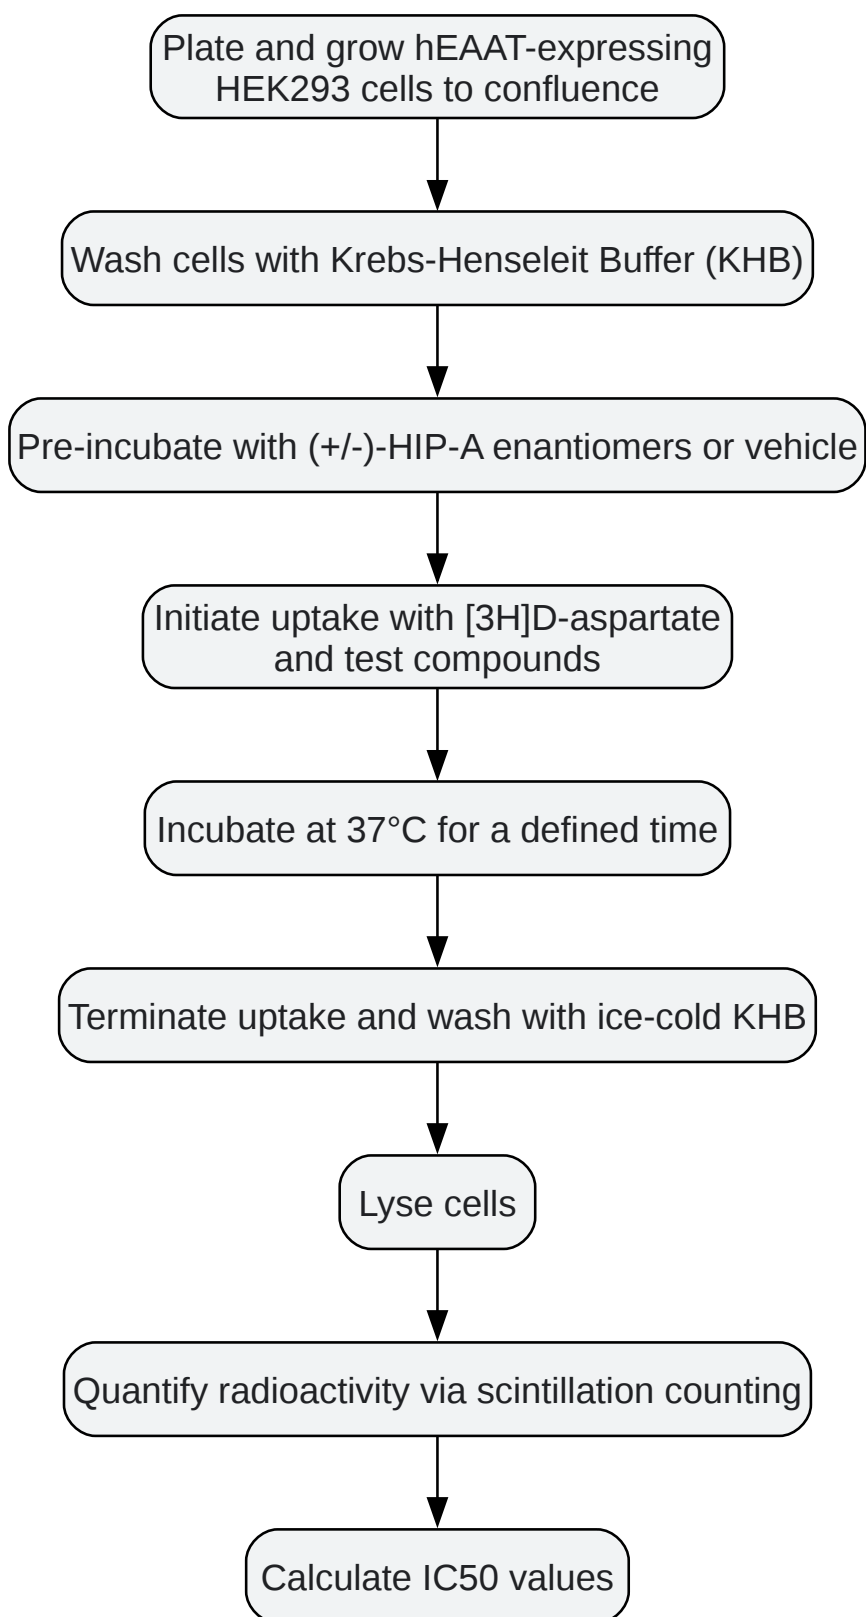 Plate and grow hEAAT-expressing
HEK293 cells to confluence
Wash cells with Krebs-Henseleit Buffer (KHB)
Pre-incubate with (+/-)-HIP-A enantiomers or vehicle
Initiate uptake with [3H]D-aspartate
and test compounds
Incubate at 37°C for a defined time
Terminate uptake and wash with ice-cold KHB
Lyse cells
Quantify radioactivity via scintillation counting
Calculate IC50 values